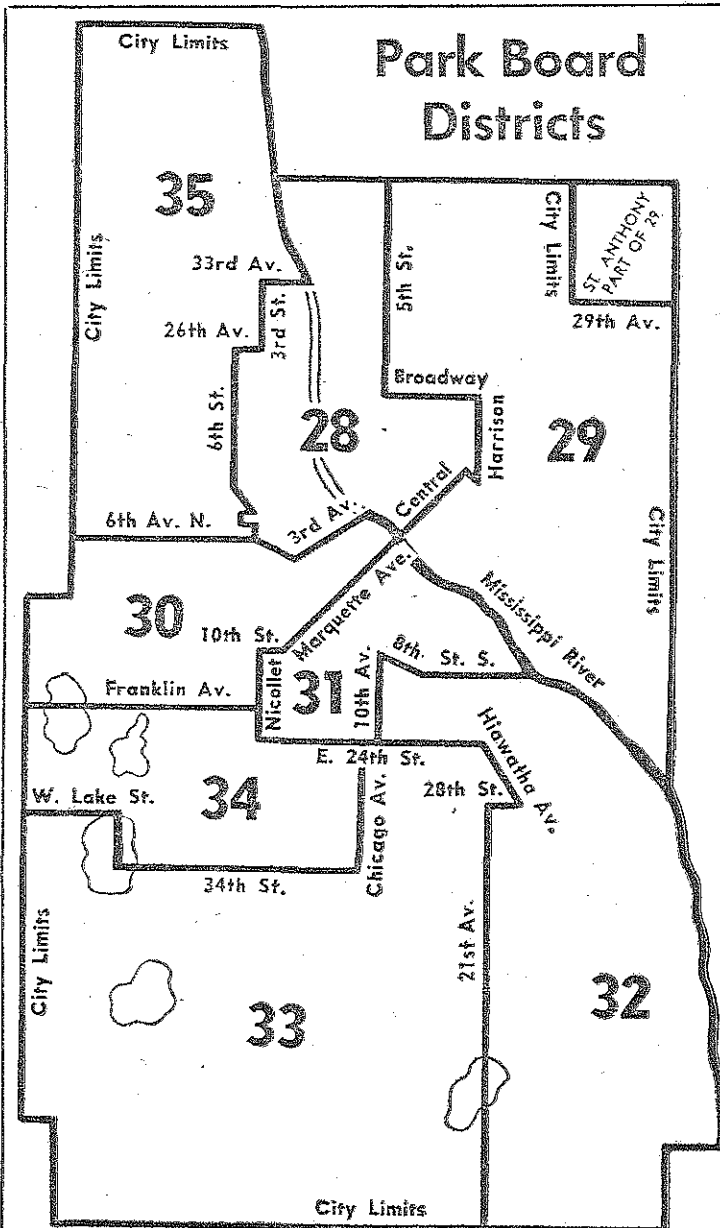 Park Board
Districts
City Limits
35
City Limits
33rd Av.
3rd St.
26th Av.
6th St.
5th St.
City Limits
ST. ANTHONY
PART OF 29
29th Av.
Broadway
Harrison
28
29
Central
3rd Av.
6th Av. N.
City Limits
Marquette Ave.
Mississippi River
30
10th St.
Nicollet
31
10th AV.
8th St. S.
Franklin Av.
E. 24th St.
Hiawatha Av.
28th St.
W. Lake St.
34
Chicago Av.
34th St.
21st Av.
City Limits
33
32
City Limits